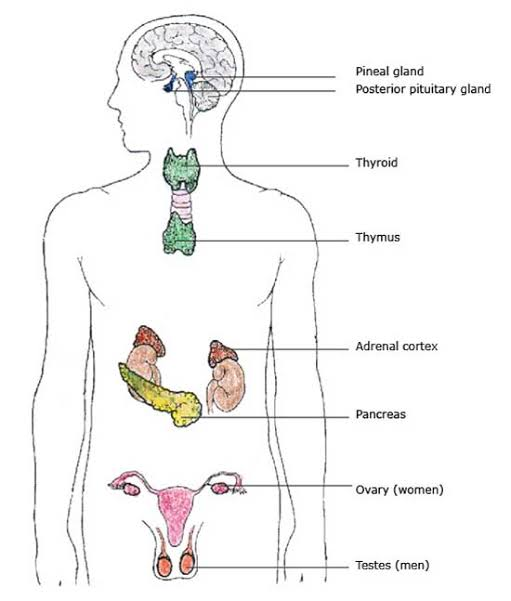 Pineal gland
Posterior pituitary gland
Thyroid
Thymus
Adrenal cortex
Pancreas
Ovary (women)
Testes (men)